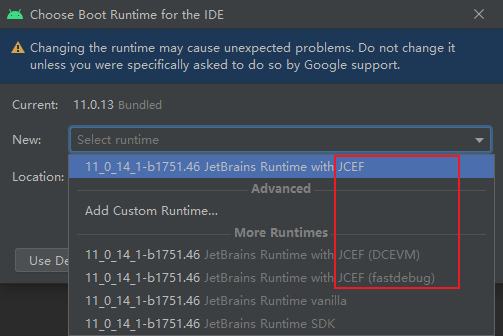 Choose Boot Runtime for the IDE
Changing the runtime may cause unexpected problems. Do not change it
unless you were specifically asked to do so by Google support.
Current: 11.0.13 Bundled
New: Select runtime
11_0_14_1-b1751.46 JetBrains Runtime with JCEF
Location:
Advanced
Add Custom Runtime...
More Runtimes
11_0_14_1-b1751.46 JetBrains Runtime with JCEF (DCEVM)
Use De
11_0_14_1-b1751.46 JetBrains Runtime with JCEF (fastdebug)
11_0_14_1-b1751.46 JetBrains Runtime vanilla
11_0_14_1-b1751.46 JetBrains Runtime SDK